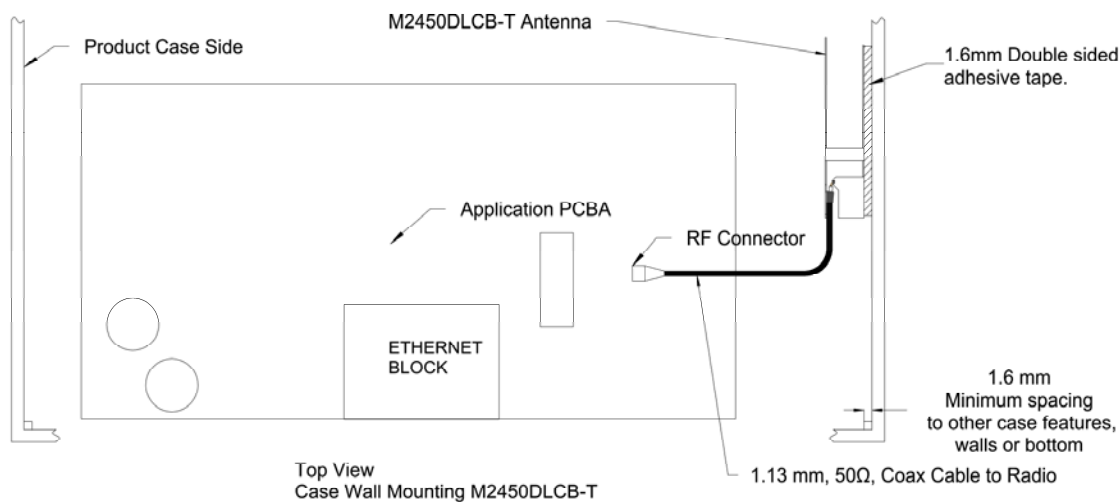 M2450DLCB-T Antenna
Product Case Side
1.6mm Double sided
adhesive tape.
Application PCBA
RF Connector
ETHERNET
BLOCK
1.6 mm
Minimum spacing
to other case features,
walls or bottom
Top View
Case Wall Mounting M2450DLCB-T
1.13 mm, 50Ω, Coax Cable to Radio